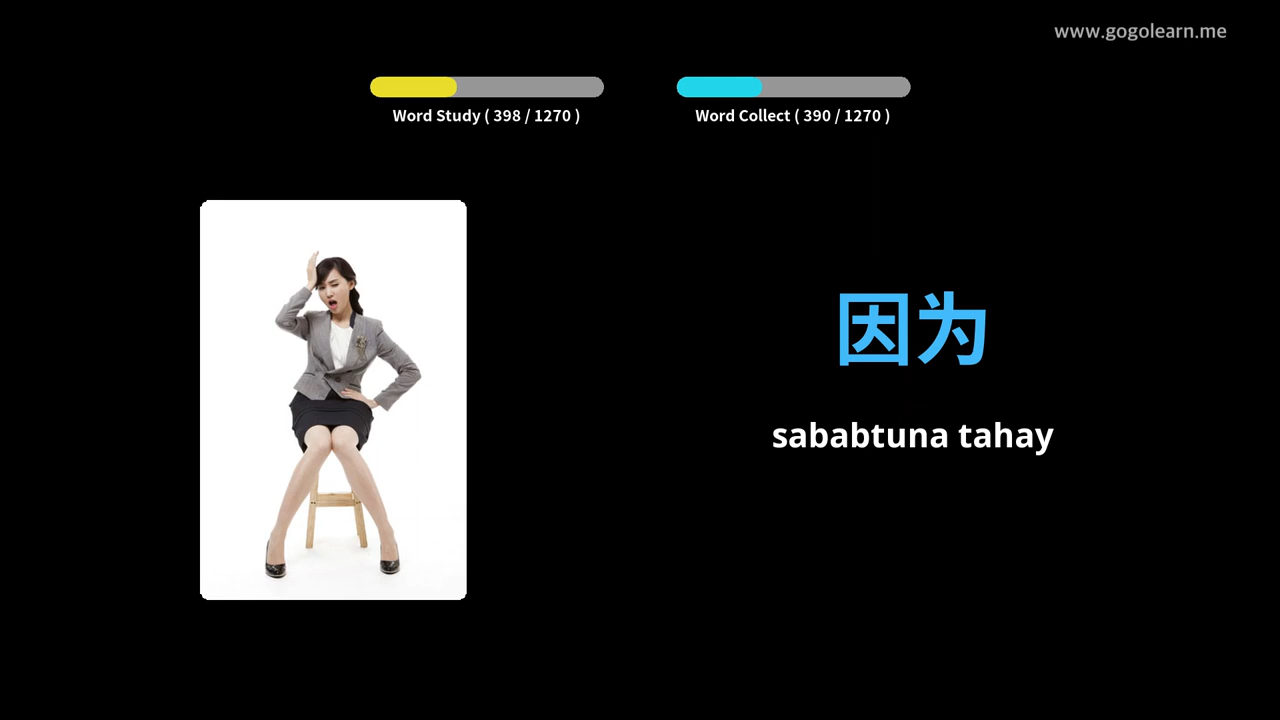 www.gogolearn.me
Word Study ( 398 / 1270 )
Word Collect ( 390 / 1270 )
因为
sababtuna tahay